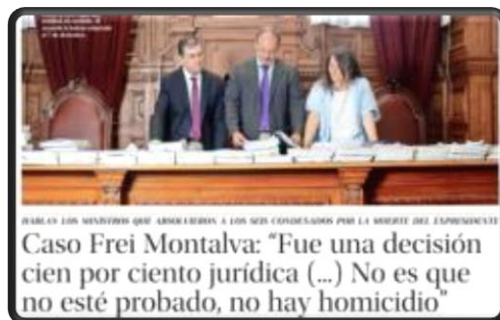 HABLAN LOS MINISTROS QUE ABSOLVIERON A LOS SEIS CONDENADOS POR LA MUERTE DEL EXPRESIDENTE
Caso Frei Montalva: “Fue una decisión
cien por ciento jurídica (...) No es que
no esté probado, no hay homicidio”